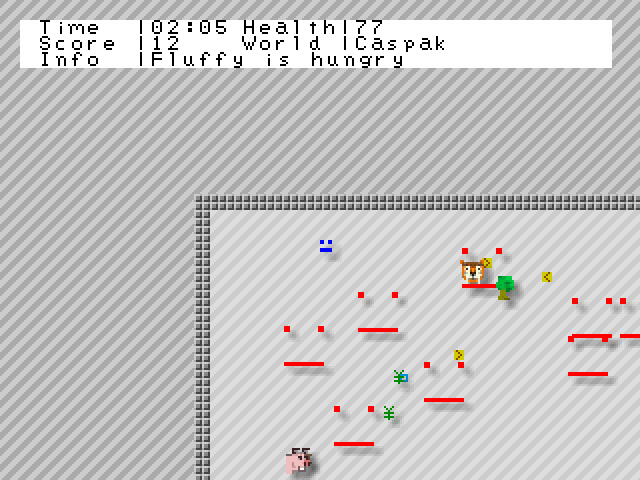 Time |02:05 Health|77
Score |12 World |Caspak
Info |Fluffy is hungry